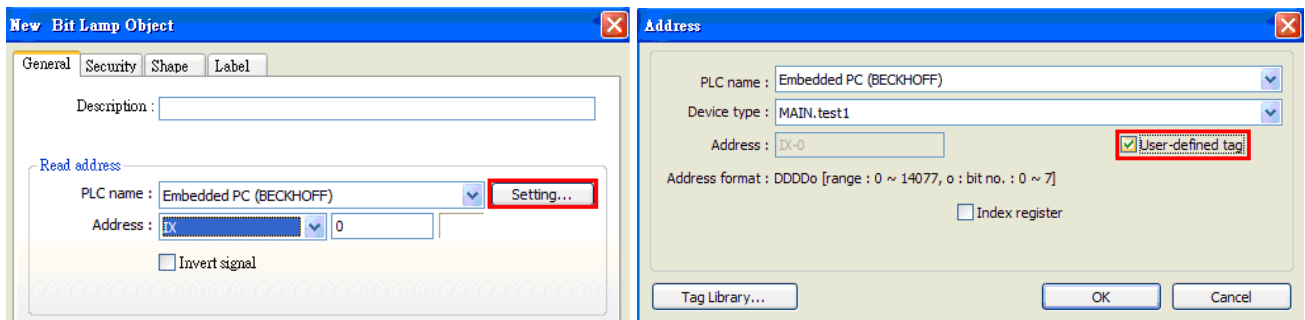 New Bit Lamp Object
General Security Shape Label
Description :
Read address
PLC name : Embedded PC (BECKHOFF) Setting...
Address : IX 0
Invert signal
Address
PLC name : Embedded PC (BECKHOFF)
Device type : MAIN.test1
Address : IX-0 User-defined tag
Address format : DDDDo [range : 0 ~ 14077, o : bit no. : 0 ~ 7]
Index register
Tag Library... OK Cancel